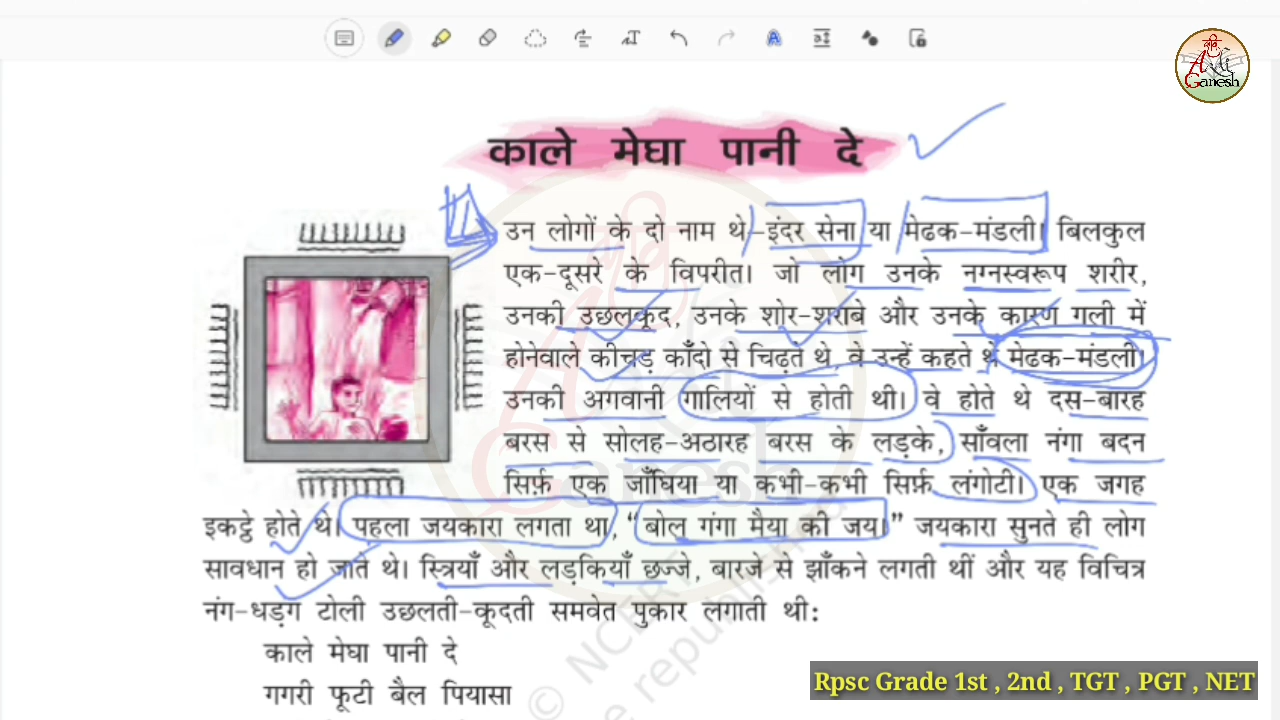 काले मेघा पानी दे
उन लोगों के दो नाम थे-इंदर सेना या मेढक-मंडली। बिलकुल
एक-दूसरे के विपरीत। जो लोग उनके नग्नस्वरूप शरीर,
उनकी उछलकूद, उनके शोर-शराबे और उनके कारण गली में
होनेवाले कीचड़ काँदो से चिढ़ते थे, वे उन्हें कहते थे मेढक-मंडली।
उनकी अगवानी गालियों से होती थी। वे होते थे दस-बारह
बरस से सोलह-अठारह बरस के लड़के, साँवला नंगा बदन
सिर्फ़ एक जाँघिया या कभी-कभी सिर्फ़ लंगोटी। एक जगह
इकट्ठे होते थे। पहला जयकारा लगता था, “बोल गंगा मैया की जय।” जयकारा सुनते ही लोग
सावधान हो जाते थे। स्त्रियाँ और लड़कियाँ छज्जे, बारजे से झाँकने लगती थीं और यह विचित्र
नंग-धड़ंग टोली उछलती-कूदती समवेत पुकार लगाती थी:
काले मेघा पानी दे
गगरी फूटी बैल पियासा
© NCERT
republished
Ganesh
Rpsc Grade 1st , 2nd , TGT , PGT , NET